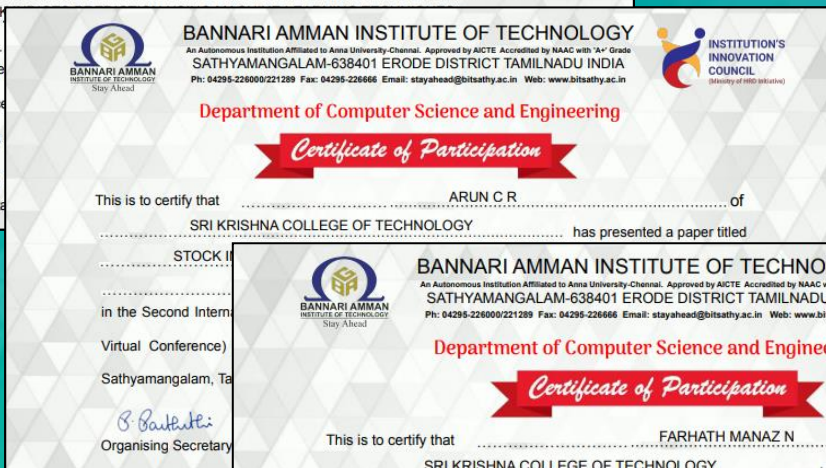 BANNARI AMMAN INSTITUTE OF TECHNOLOGY
An Autonomous Institution Affiliated to Anna University-Chennai. Approved by AICTE Accredited by NAAC with 'A+' Grade
SATHYAMANGALAM-638401 ERODE DISTRICT TAMILNADU INDIA
Ph: 04295-226000/221289 Fax: 04295-226666 Email: stayahead@bitsathy.ac.in Web: www.bitsathy.ac.in
BANNARI AMMAN
INSTITUTE OF TECHNOLOGY
Stay Ahead
INSTITUTION'S
INNOVATION
COUNCIL
(Ministry of HRD Initiative)
Department of Computer Science and Engineering
Certificate of Participation
This is to certify that ARUN C R of
SRI KRISHNA COLLEGE OF TECHNOLOGY has presented a paper titled
STOCK
in the Second Intern
Virtual Conference)
Sathyamangalam, Ta
Organising Secretary
BANNARI AMMAN INSTITUTE OF TECHNO
An Autonomous Institution Affiliated to Anna University-Chennai. Approved by AICTE Accredited by NAAC
SATHYAMANGALAM-638401 ERODE DISTRICT TAMILNADU
Ph: 04295-226000/221289 Fax: 04295-226666 Email: stayahead@bitsathy.ac.in Web: www.bi
BANNARI AMMAN
INSTITUTE OF TECHNOLOGY
Stay Ahead
Department of Computer Science and Enginee
Certificate of Participation
This is to certify that FARHATH MANAZ N
SRI KRISHNA COLLEGE OF TECHNOLOGY